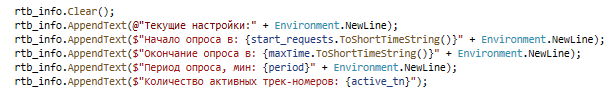 rtb_info.Clear();
rtb_info.AppendText(@"Текущие настройки:" + Environment.NewLine);
rtb_info.AppendText($"Начало опроса в: {start_requests.ToShortTimeString()}" + Environment.NewLine);
rtb_info.AppendText($"Окончание опроса в: {maxTime.ToShortTimeString()}" + Environment.NewLine);
rtb_info.AppendText($"Период опроса, мин: {period}" + Environment.NewLine);
rtb_info.AppendText($"Количество активных трек-номеров: {active_tn}");